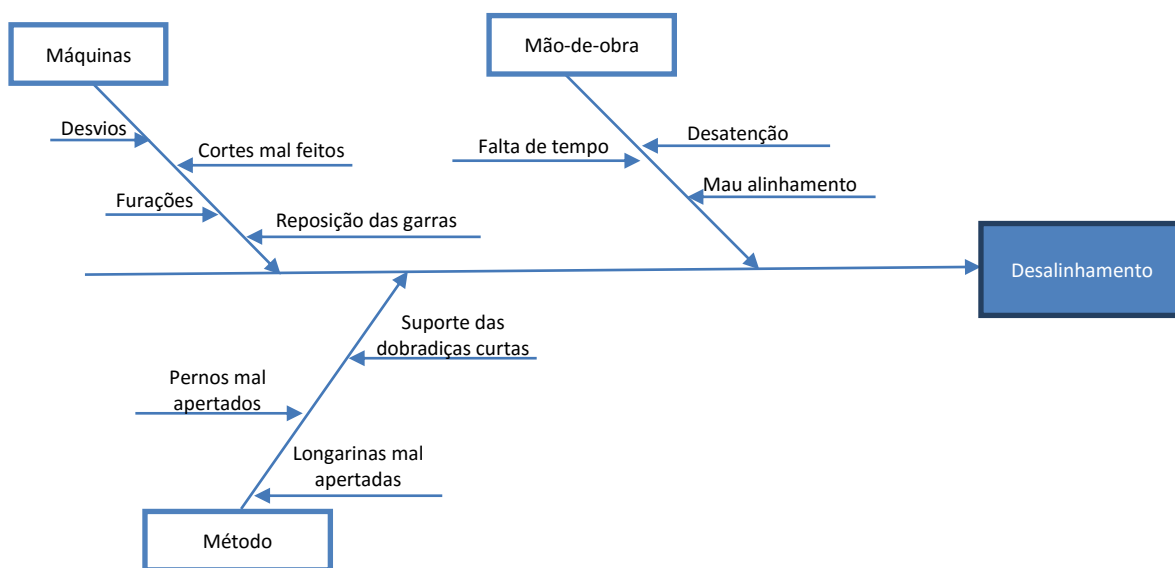 Máquinas
Mão-de-obra
Desvios
Cortes mal feitos
Furações
Reposição das garras
Desatenção
Falta de tempo
Mau alinhamento
Desalinhamento
Suporte das
dobradiças curtas
Pernos mal
apertados
Longarinas mal
apertadas
Método